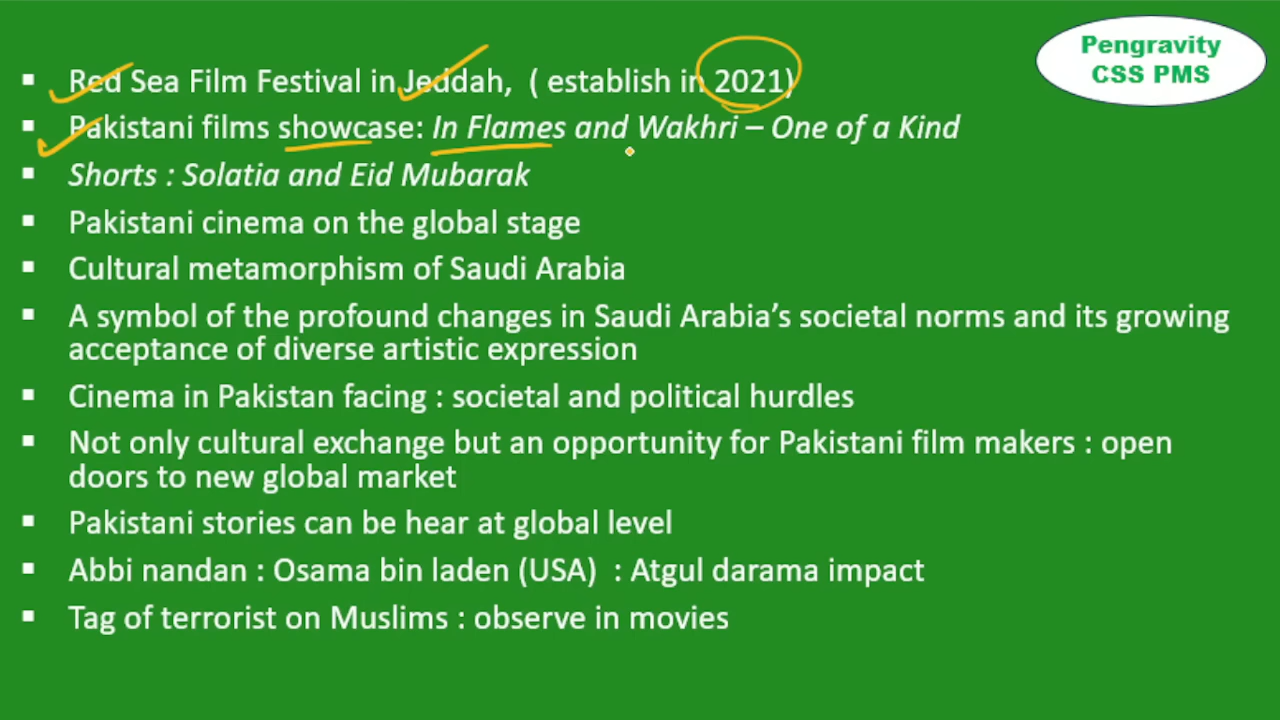 Pengravity
CSS PMS
▪ Red Sea Film Festival in Jeddah, ( establish in 2021)
▪ Pakistani films showcase: In Flames and Wakhri – One of a Kind
▪ Shorts : Solatia and Eid Mubarak
▪ Pakistani cinema on the global stage
▪ Cultural metamorphism of Saudi Arabia
▪ A symbol of the profound changes in Saudi Arabia's societal norms and its growing
acceptance of diverse artistic expression
▪ Cinema in Pakistan facing : societal and political hurdles
▪ Not only cultural exchange but an opportunity for Pakistani film makers : open
doors to new global market
▪ Pakistani stories can be hear at global level
▪ Abbi nandan : Osama bin laden (USA) : Atgul darama impact
▪ Tag of terrorist on Muslims : observe in movies